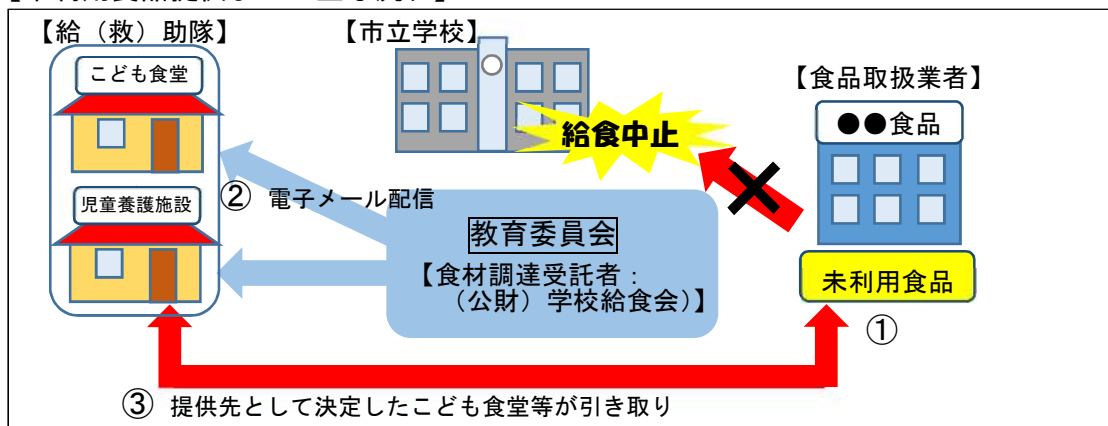 【給（救）助隊】
こども食堂
児童養護施設
【市立学校】
給食中止
【食品取扱業者】
●●食品
未利用食品
①
② 電子メール配信
教育委員会
【食材調達受託者：
（公財）学校給食会）】
③ 提供先として決定したこども食堂等が引き取り